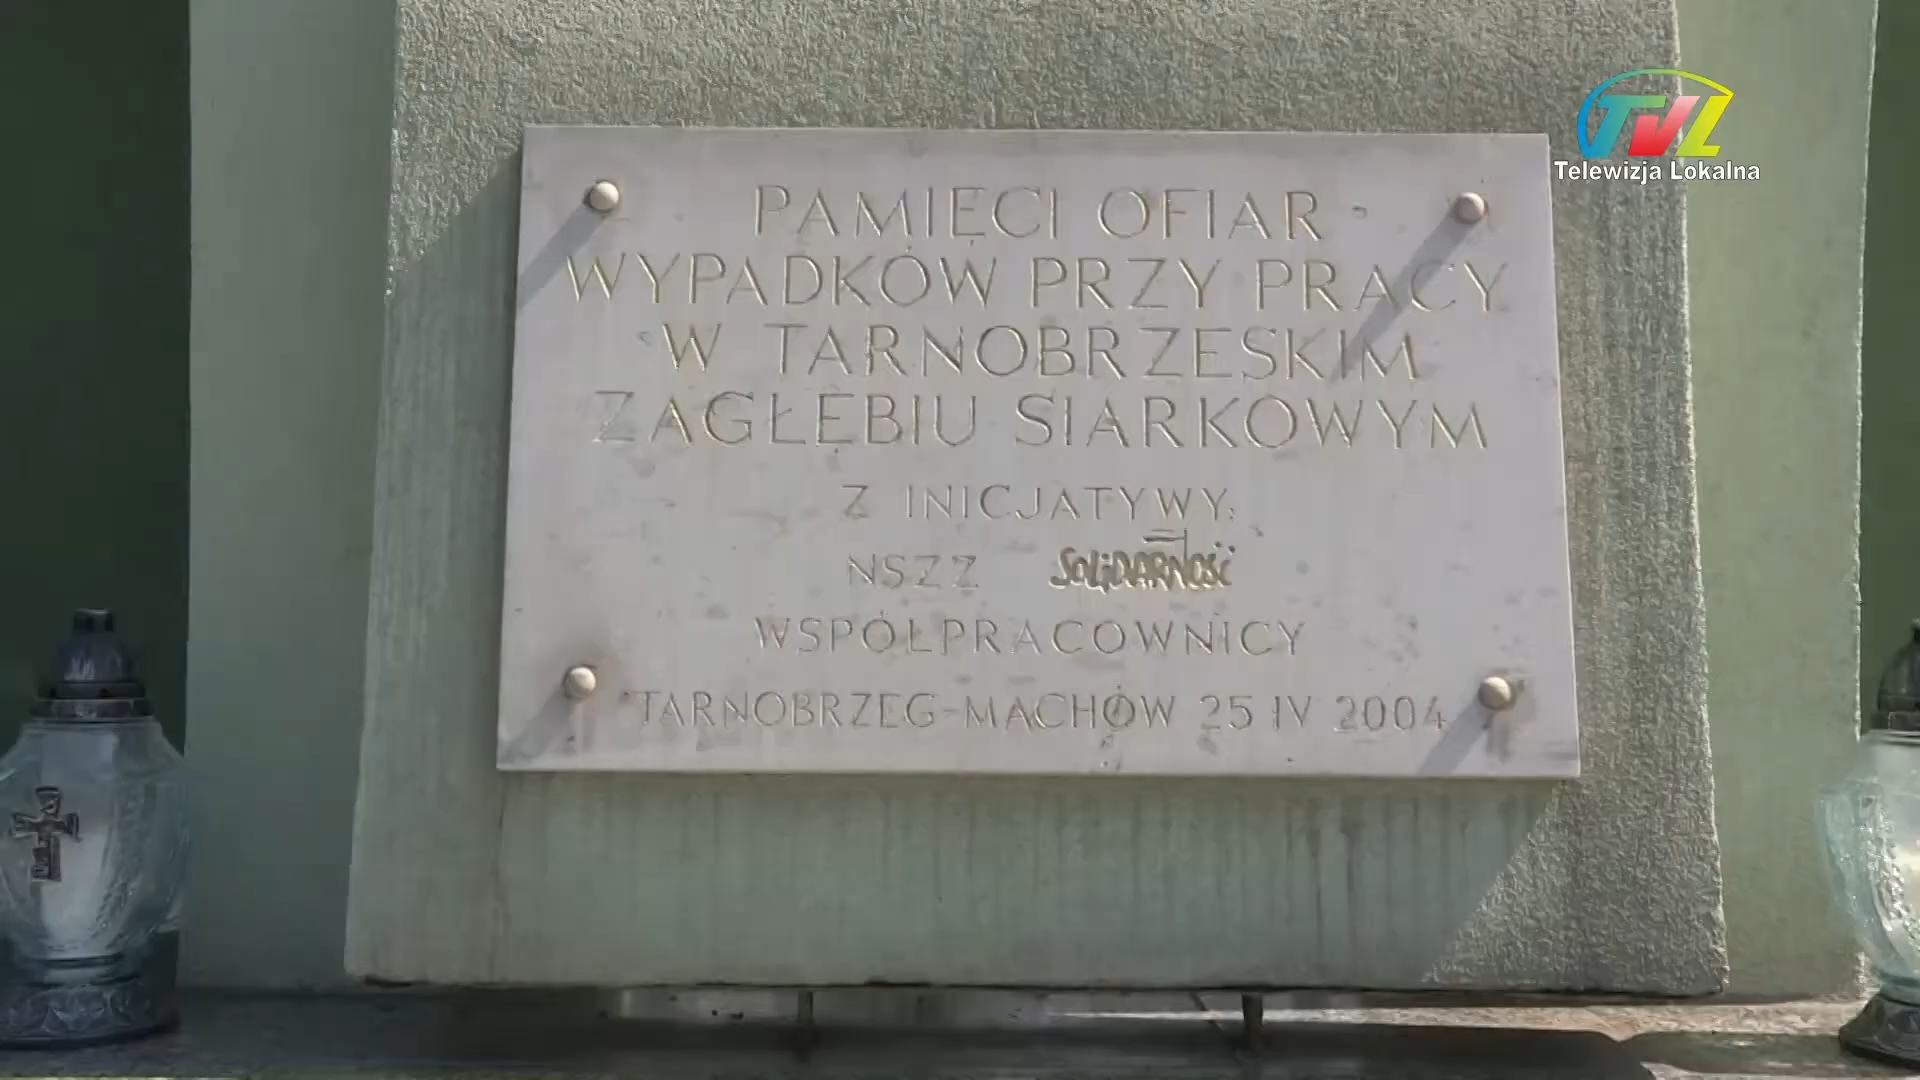 TVL
Telewizja Lokalna
PAMIĘCI OFIAR
WYPADKÓW PRZY PRACY
W TARNOBRZESKIM
ZAGŁĘBIU SIARKOWYM
Z INICJATYWY:
NSZZ SOLIDARNOŚĆ
WSPÓŁPRACOWNICY
TARNOBRZEG-MACHÓW 25 IV 2004